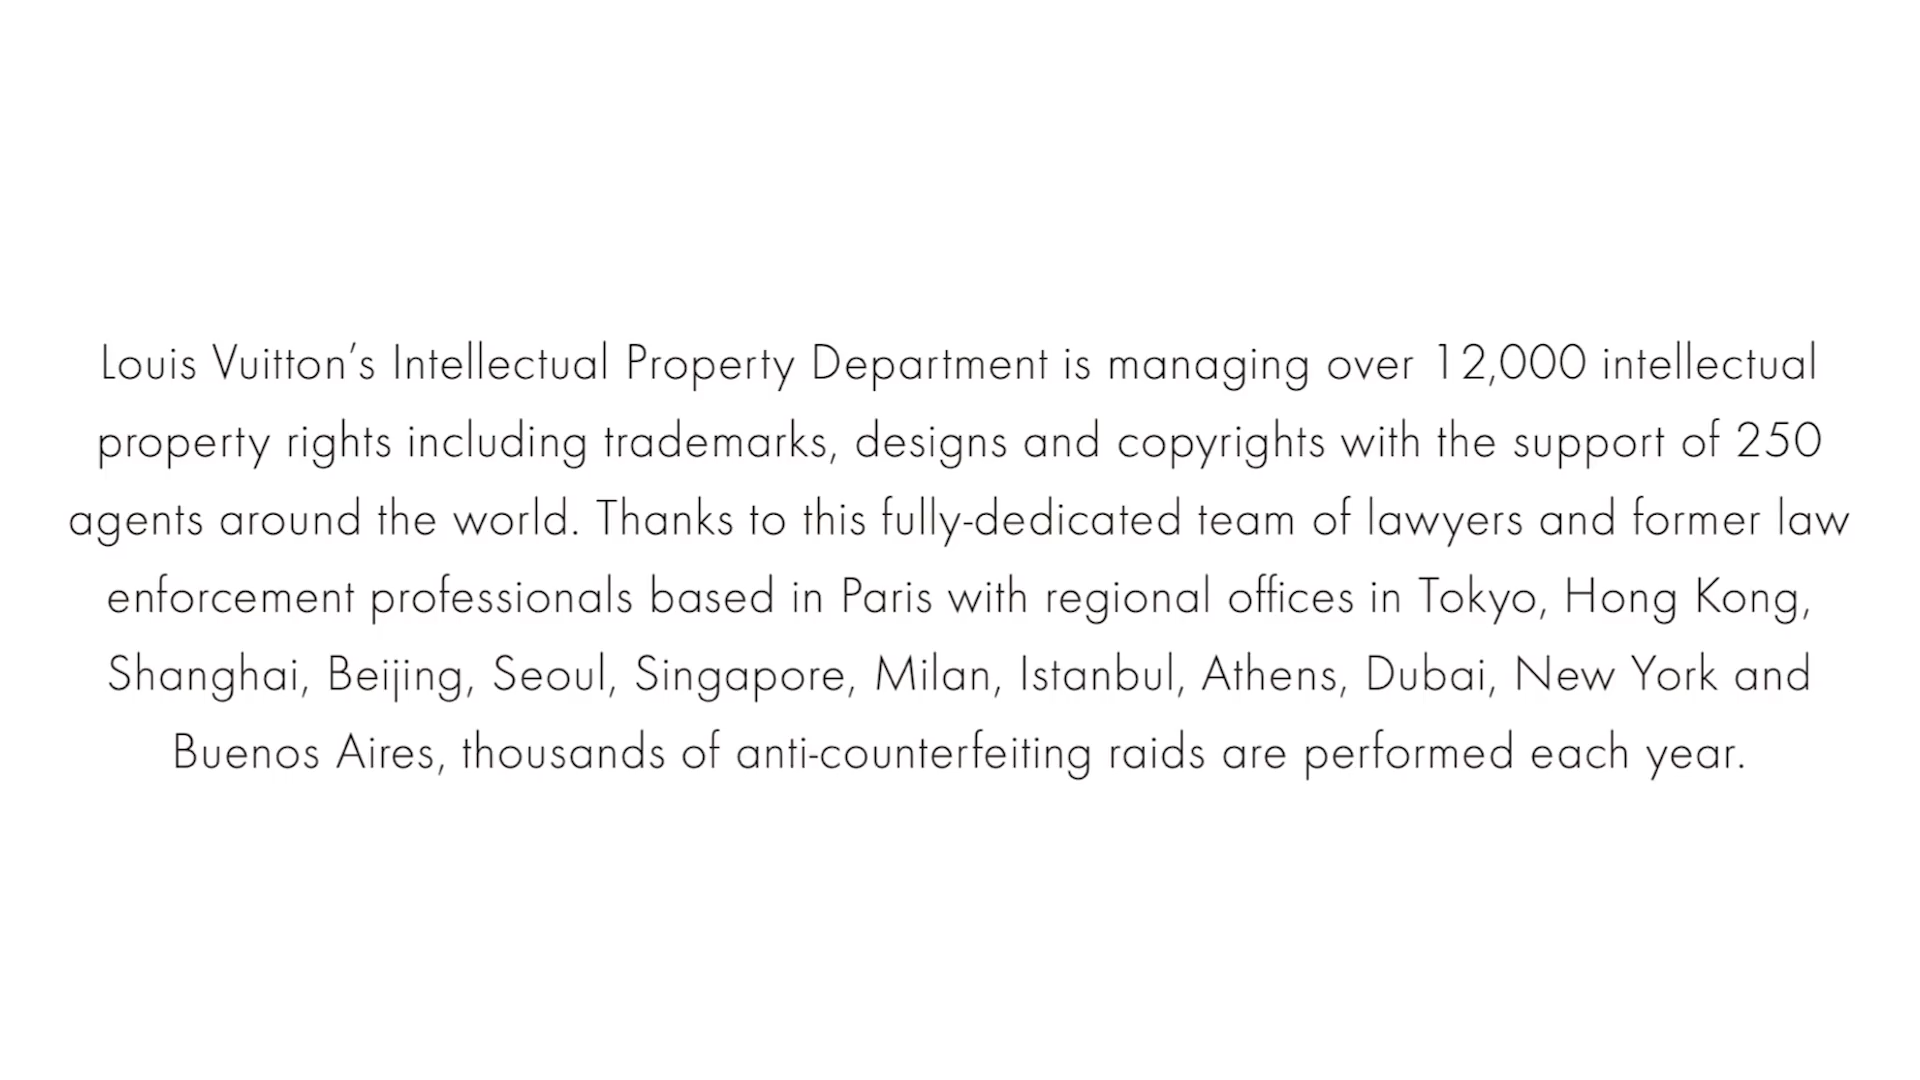 Louis Vuitton’s Intellectual Property Department is managing over 12,000 intellectual
property rights including trademarks, designs and copyrights with the support of 250
agents around the world. Thanks to this fully-dedicated team of lawyers and former law
enforcement professionals based in Paris with regional offices in Tokyo, Hong Kong,
Shanghai, Beijing, Seoul, Singapore, Milan, Istanbul, Athens, Dubai, New York and
Buenos Aires, thousands of anti-counterfeiting raids are performed each year.